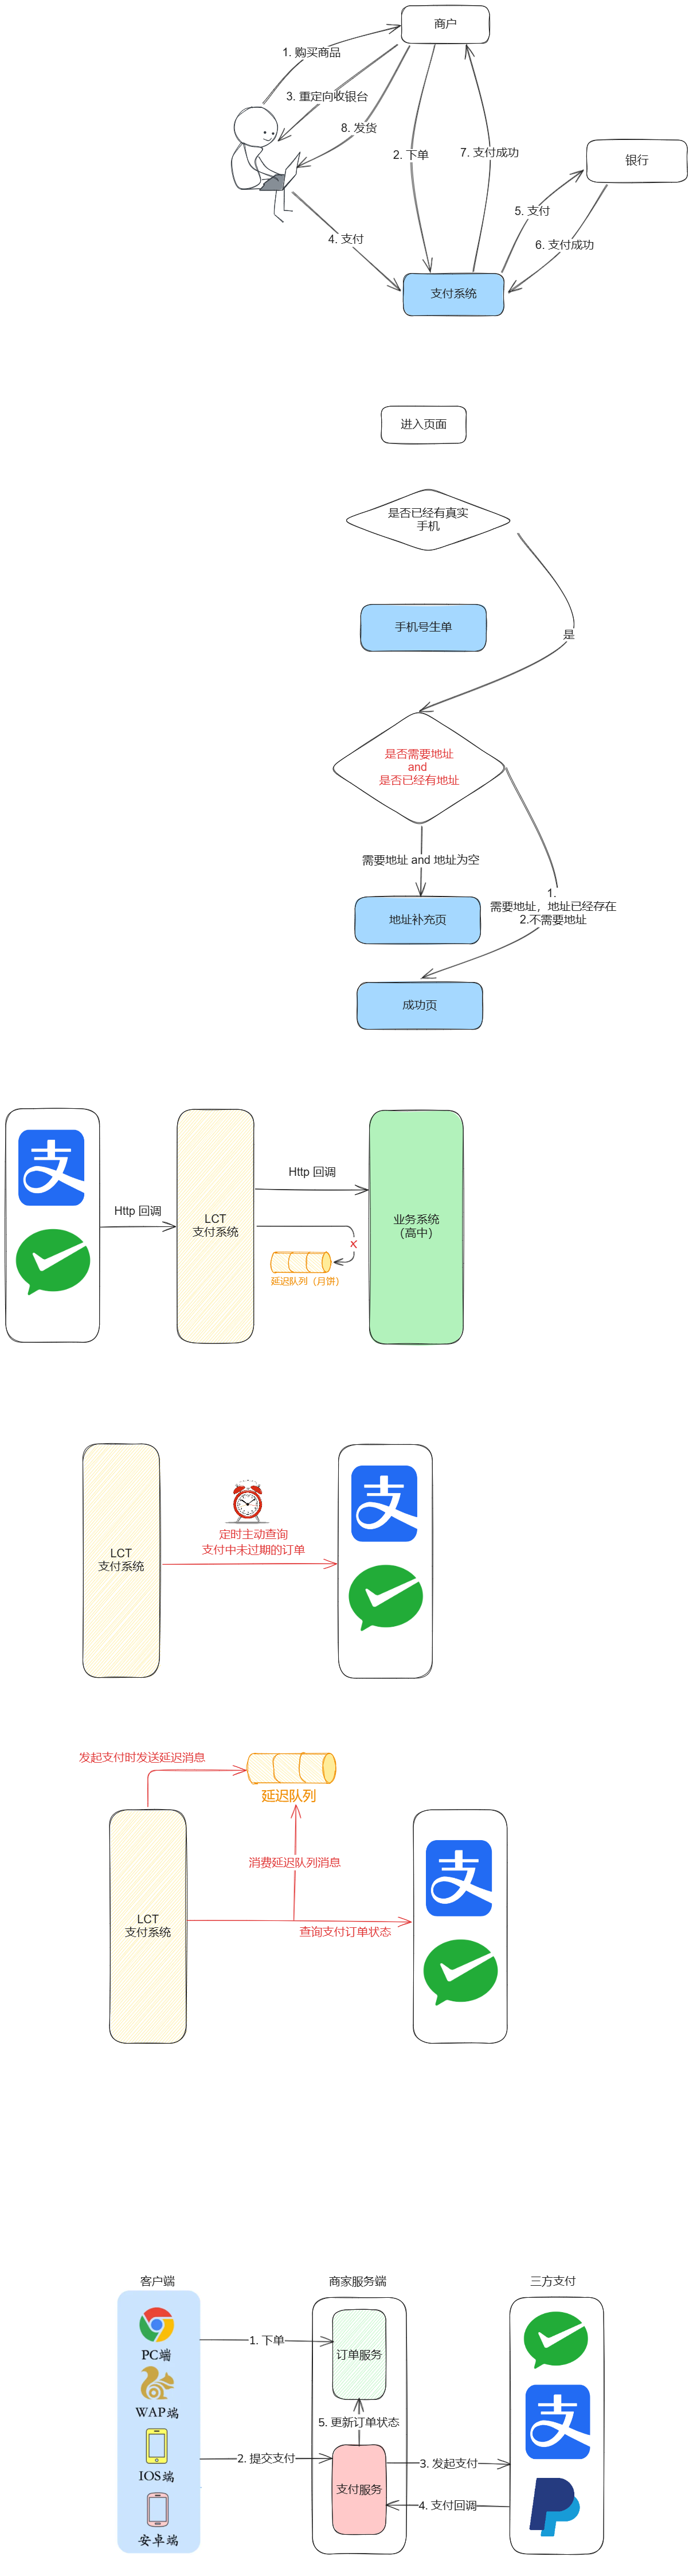 商户
1. 购买商品
3. 重定向收银台
8. 发货
2. 下单
7. 支付成功
银行
5. 支付
6. 支付成功
4. 支付
支付系统
进入页面
是否已经有真实
手机
手机号生单
是
是否需要地址
and
是否已经有地址
需要地址 and 地址为空
1.
需要地址，地址已经存在
2.不需要地址
地址补充页
成功页
支
Http 回调
LCT
支付系统
Http 回调
x
延迟队列（月饼）
业务系统
（高中）
LCT
支付系统
定时主动查询
支付中未过期的订单
支
发起支付时发送延迟消息
延迟队列
消费延迟队列消息
LCT
支付系统
查询支付订单状态
支
客户端
商家服务端
三方支付
PC端
WAP端
IOS端
安卓端
1. 下单
订单服务
5. 更新订单状态
2. 提交支付
支付服务
3. 发起支付
4. 支付回调
支